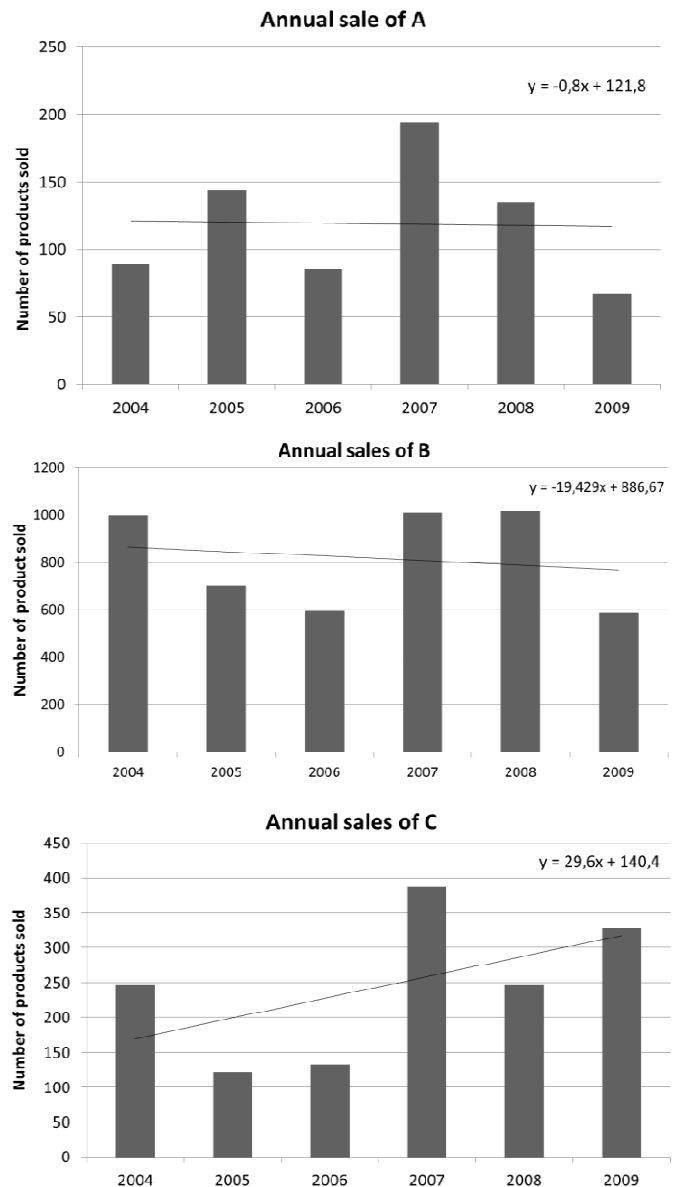 Annual sale of A
250
y = -0,8x + 121,8
200
150
100
50
0
Number of products sold
2004 2005 2006 2007 2008 2009
Annual sales of B
1200
y = -19,429x + 886,67
1000
800
600
400
200
0
Number of product sold
2004 2005 2006 2007 2008 2009
Annual sales of C
450
y = 29,6x + 140,4
400
350
300
250
200
150
100
50
0
Number of products sold
2004 2005 2006 2007 2008 2009